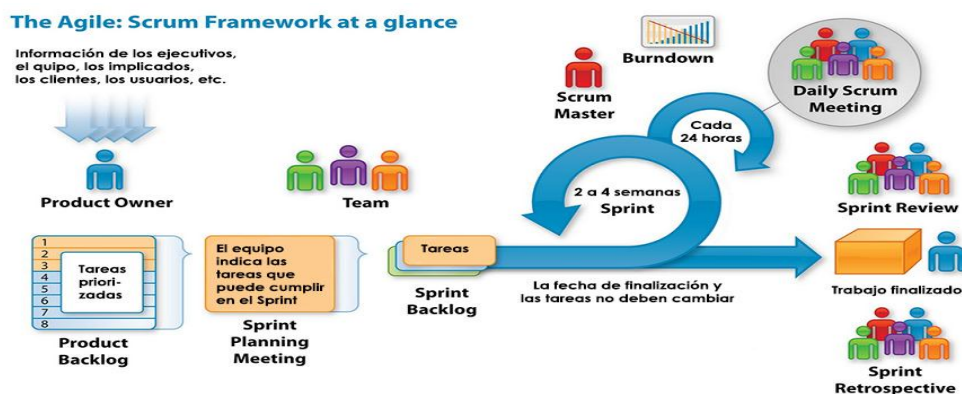 The Agile: Scrum Framework at a glance
Información de los ejecutivos,
el quipo, los implicados,
los clientes, los usuarios, etc.
Product Owner
Team
Scrum
Master
Burndown
Cada
24 horas
Daily Scrum
Meeting
2 a 4 semanas
Sprint
Sprint Review
1
2
3
4
5
6
7
8
Tareas
priori-
zadas
Product
Backlog
El equipo
indica las
tareas que
puede cumplir
en el Sprint
Sprint
Planning
Meeting
Tareas
Sprint
Backlog
La fecha de finalización y
las tareas no deben cambiar
Trabajo finalizado
Sprint
Retrospective